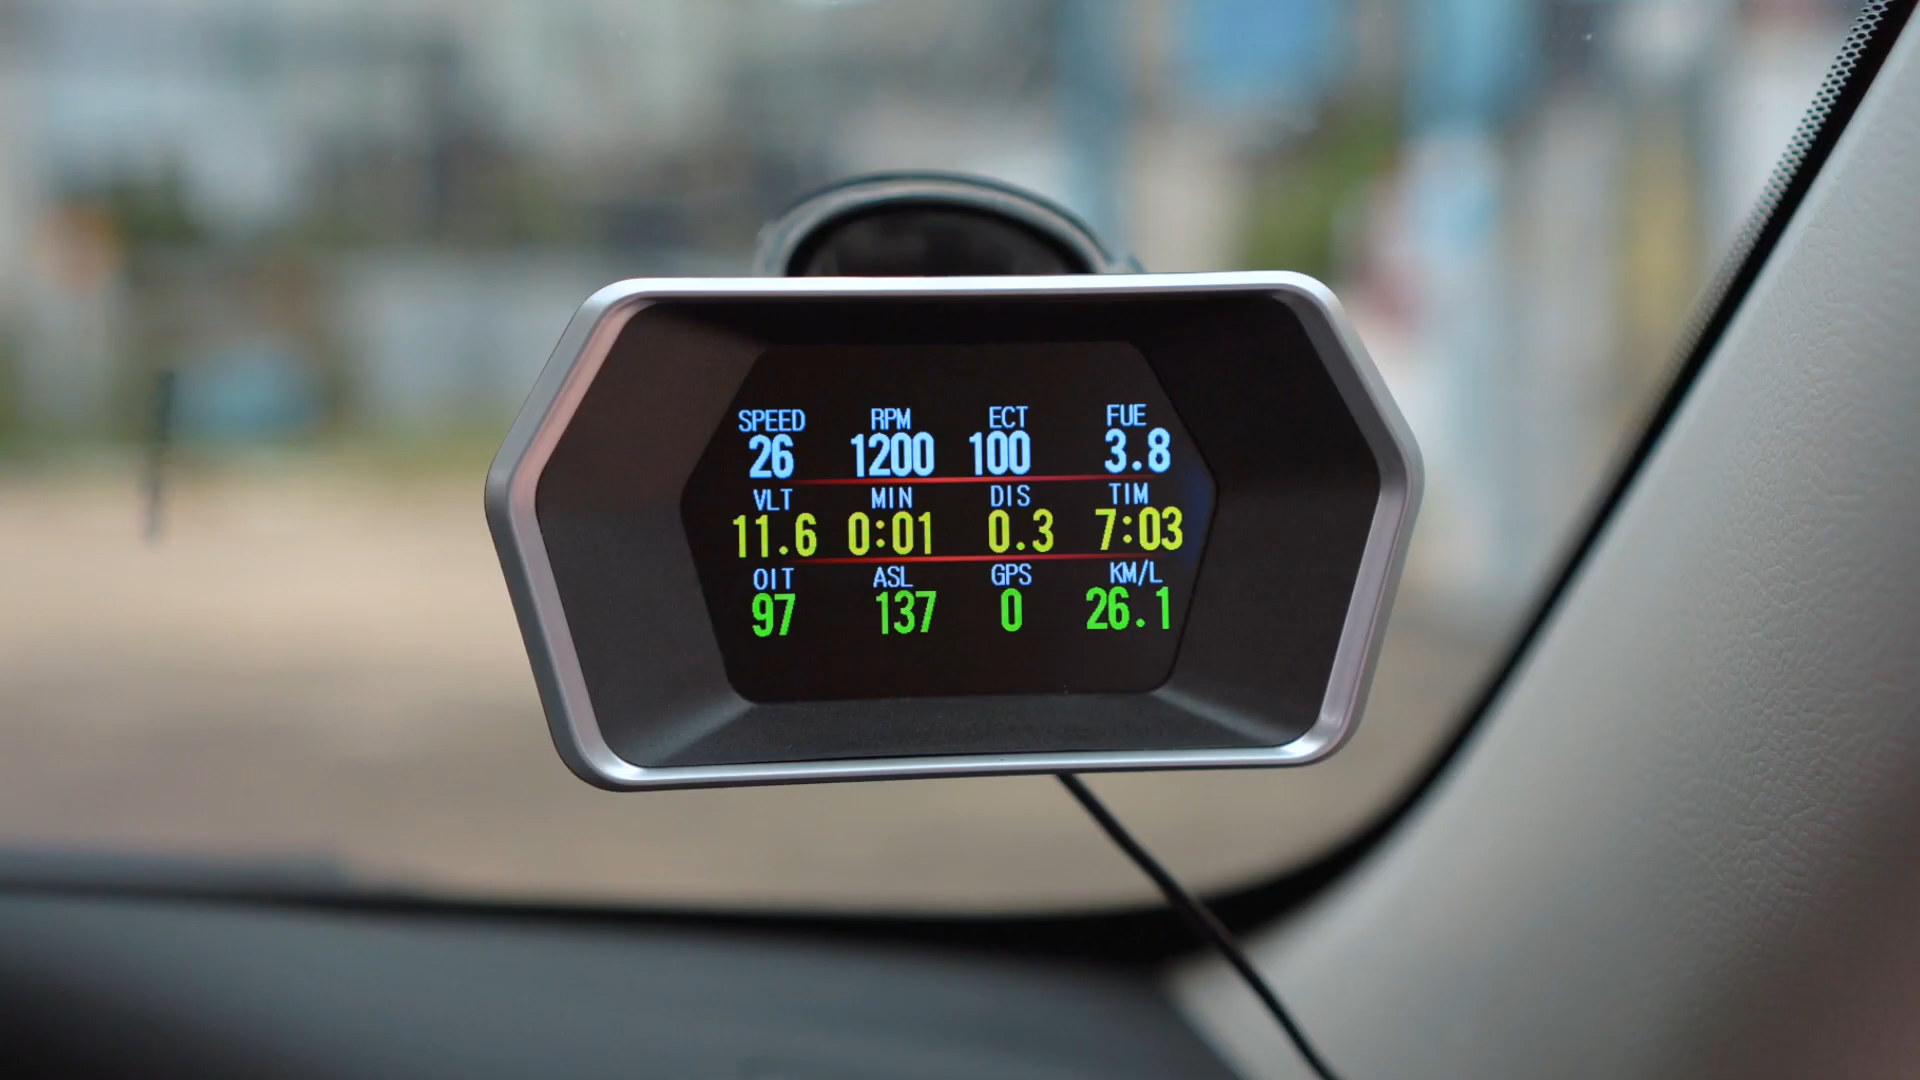 SPEED RPM ECT FUE
26 1200 100 3.8
VLT MIN DIS TIM
11.6 0:01 0.3 7:03
OIT ASL GPS KM/L
97 137 0 26.1